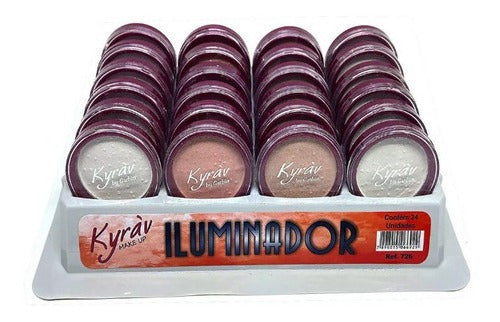 Kyràv
Kyràv
Kyràv
Kyràv
Kyràv
MAKE UP
ILUMINADOR
Contém 24
Unidades
Ref. 726